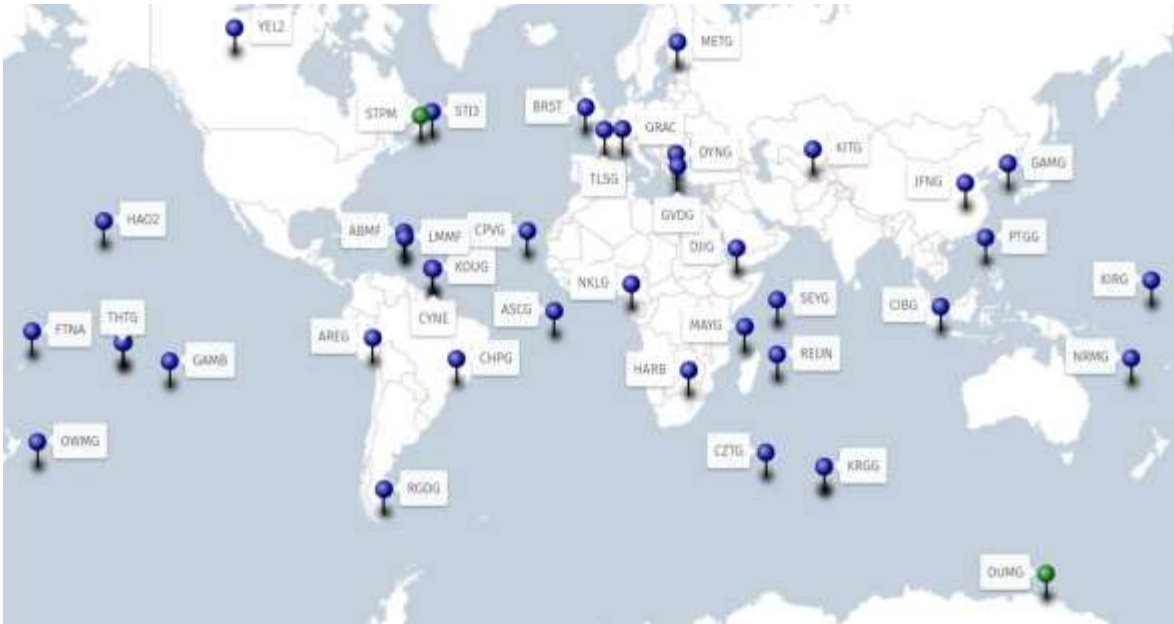 YEL2
METG
STPM
STJ3
BRST
GRAC
TLSG
DYNG
KITG
GAMG
JFNG
GVDG
HAO2
ABMF
LMMF
CPVG
DJIG
PTGG
KOUG
NKLG
KIRG
SEYG
CIBG
ASCG
CYNE
MAYG
FTNA
THTG
AREG
GAMB
CHPG
REUN
HARB
NRMG
OWMG
CZTG
KRGG
RGDG
DUMG